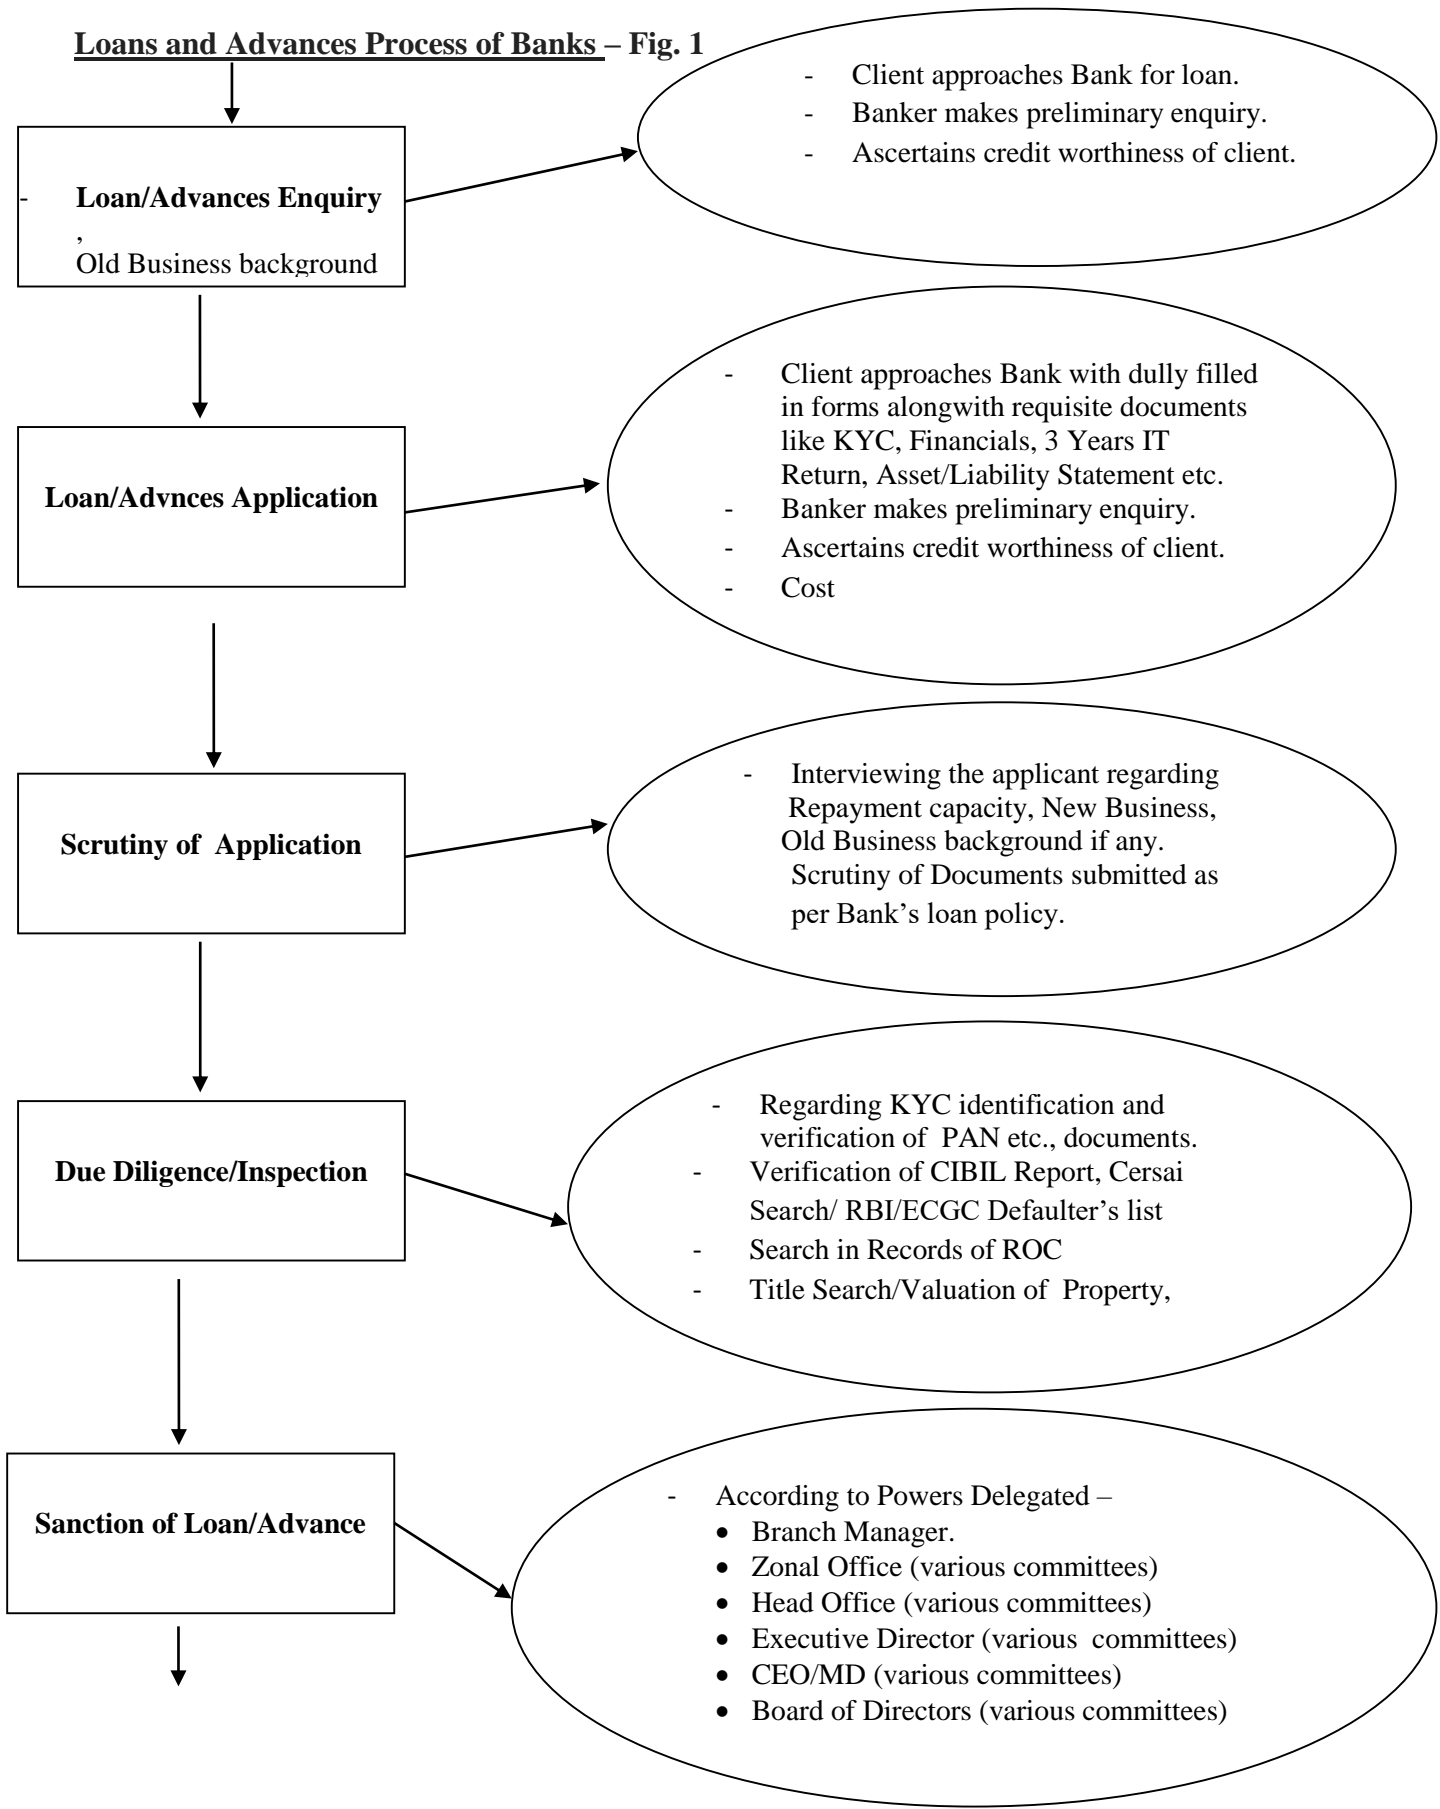 Loans and Advances Process of Banks – Fig. 1
- Client approaches Bank for loan.
- Banker makes preliminary enquiry.
- Ascertains credit worthiness of client.
- Loan/Advances Enquiry
,
Old Business background
- Client approaches Bank with dully filled
in forms alongwith requisite documents
like KYC, Financials, 3 Years IT
Return, Asset/Liability Statement etc.
- Banker makes preliminary enquiry.
- Ascertains credit worthiness of client.
- Cost
Loan/Advnces Application
- Interviewing the applicant regarding
Repayment capacity, New Business,
Old Business background if any.
Scrutiny of Documents submitted as
per Bank’s loan policy.
Scrutiny of Application
- Regarding KYC identification and
verification of PAN etc., documents.
- Verification of CIBIL Report, Cersai
Search/ RBI/ECGC Defaulter’s list
- Search in Records of ROC
- Title Search/Valuation of Property,
Due Diligence/Inspection
- According to Powers Delegated –
• Branch Manager.
• Zonal Office (various committees)
• Head Office (various committees)
• Executive Director (various committees)
• CEO/MD (various committees)
• Board of Directors (various committees)
Sanction of Loan/Advance